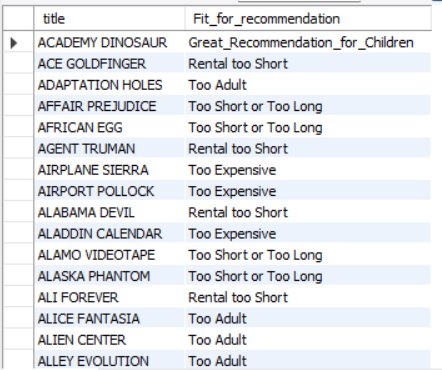 title Fit_for_recommendation
ACADEMY DINOSAUR Great_Recommendation_for_Children
ACE GOLDFINGER Rental too Short
ADAPTATION HOLES Too Adult
AFFAIR PREJUDICE Too Short or Too Long
AFRICAN EGG Too Short or Too Long
AGENT TRUMAN Rental too Short
AIRPLANE SIERRA Too Expensive
AIRPORT POLLOCK Too Expensive
ALABAMA DEVIL Rental too Short
ALADDIN CALENDAR Too Expensive
ALAMO VIDEOTAPE Too Short or Too Long
ALASKA PHANTOM Too Short or Too Long
ALI FOREVER Rental too Short
ALICE FANTASIA Too Adult
ALIEN CENTER Too Adult
ALLEY EVOLUTION Too Adult